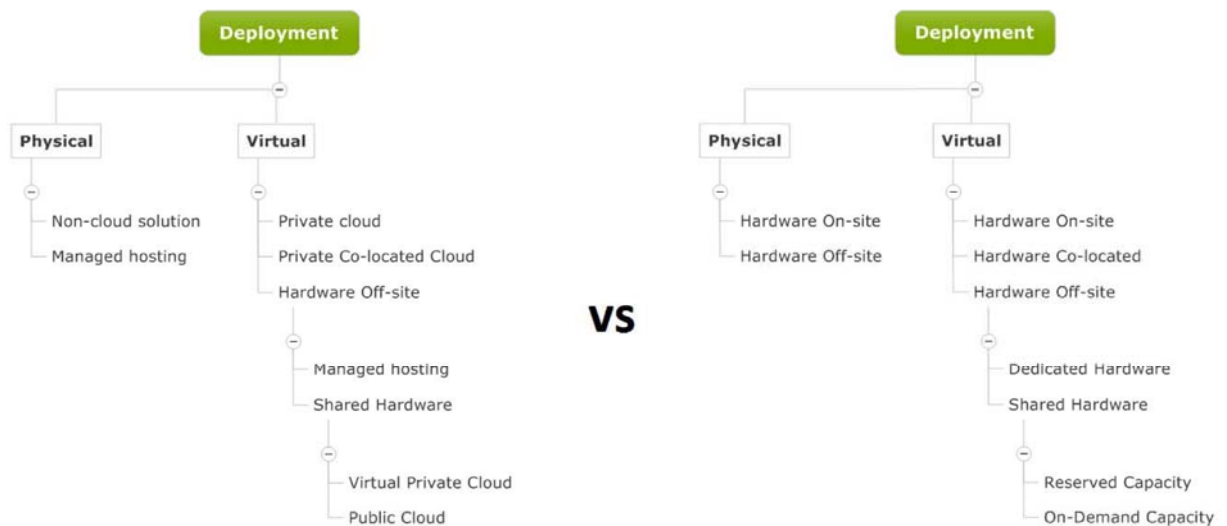 Deployment
Physical
Virtual
Non-cloud solution
Managed hosting
Private cloud
Private Co-located Cloud
Hardware Off-site
Managed hosting
Shared Hardware
Virtual Private Cloud
Public Cloud
VS
Deployment
Physical
Virtual
Hardware On-site
Hardware Off-site
Hardware On-site
Hardware Co-located
Hardware Off-site
Dedicated Hardware
Shared Hardware
Reserved Capacity
On-Demand Capacity